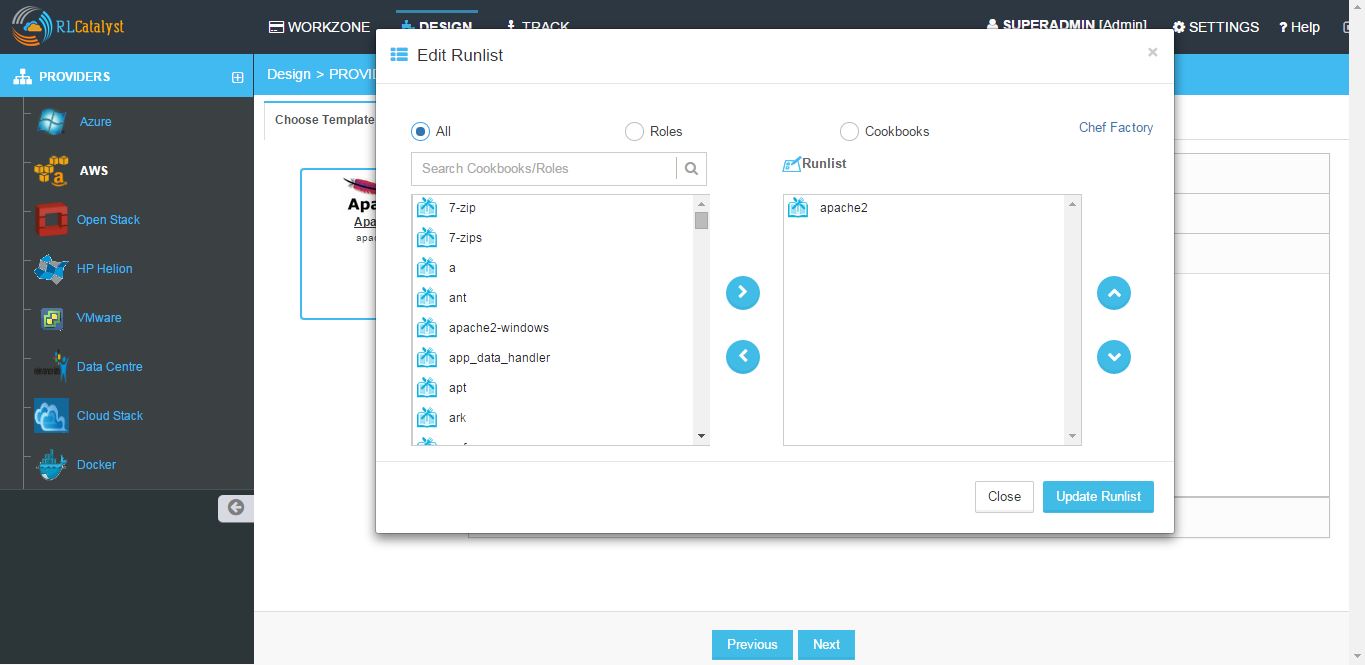 RLCatalyst
WORKZONE
DESIGN
TRACK
SUPERADMIN [Admin]
SETTINGS
? Help
PROVIDERS
Azure
AWS
Open Stack
HP Helion
VMware
Data Centre
Cloud Stack
Docker
Design > PROVID
Choose Template
Apa
Apa
apac
Edit Runlist
×
All
Roles
Cookbooks
Chef Factory
Search Cookbooks/Roles
7-zip
7-zips
a
ant
apache2-windows
app_data_handler
apt
ark
Runlist
apache2
Close
Update Runlist
Previous
Next